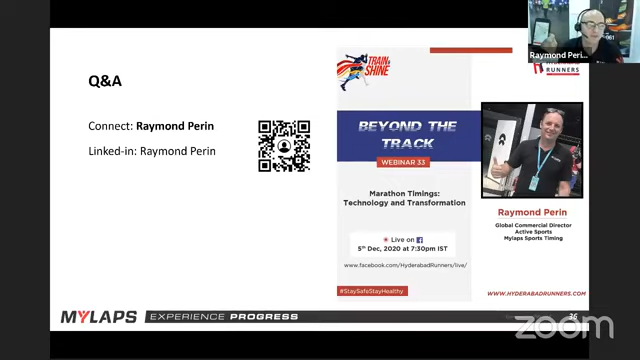 Q&A
Connect: Raymond Perin
Linked-in: Raymond Perin
TRAIN
SHINE
BEYOND THE
TRACK
WEBINAR 33
Marathon Timings:
Technology and Transformation
Live on f
5th Dec, 2020 at 7:30pm IST
www.facebook.com/HyderabadRunners/live/
#StaySafeStayHealthy
RUNNERS
Raymond Perin
Global Commercial Director
Active Sports
Mylaps Sports Timing
WWW.HYDERABADRUNNERS.COM
Raymond Peri...
MYLAPS EXPERIENCE PROGRESS
36
zoom